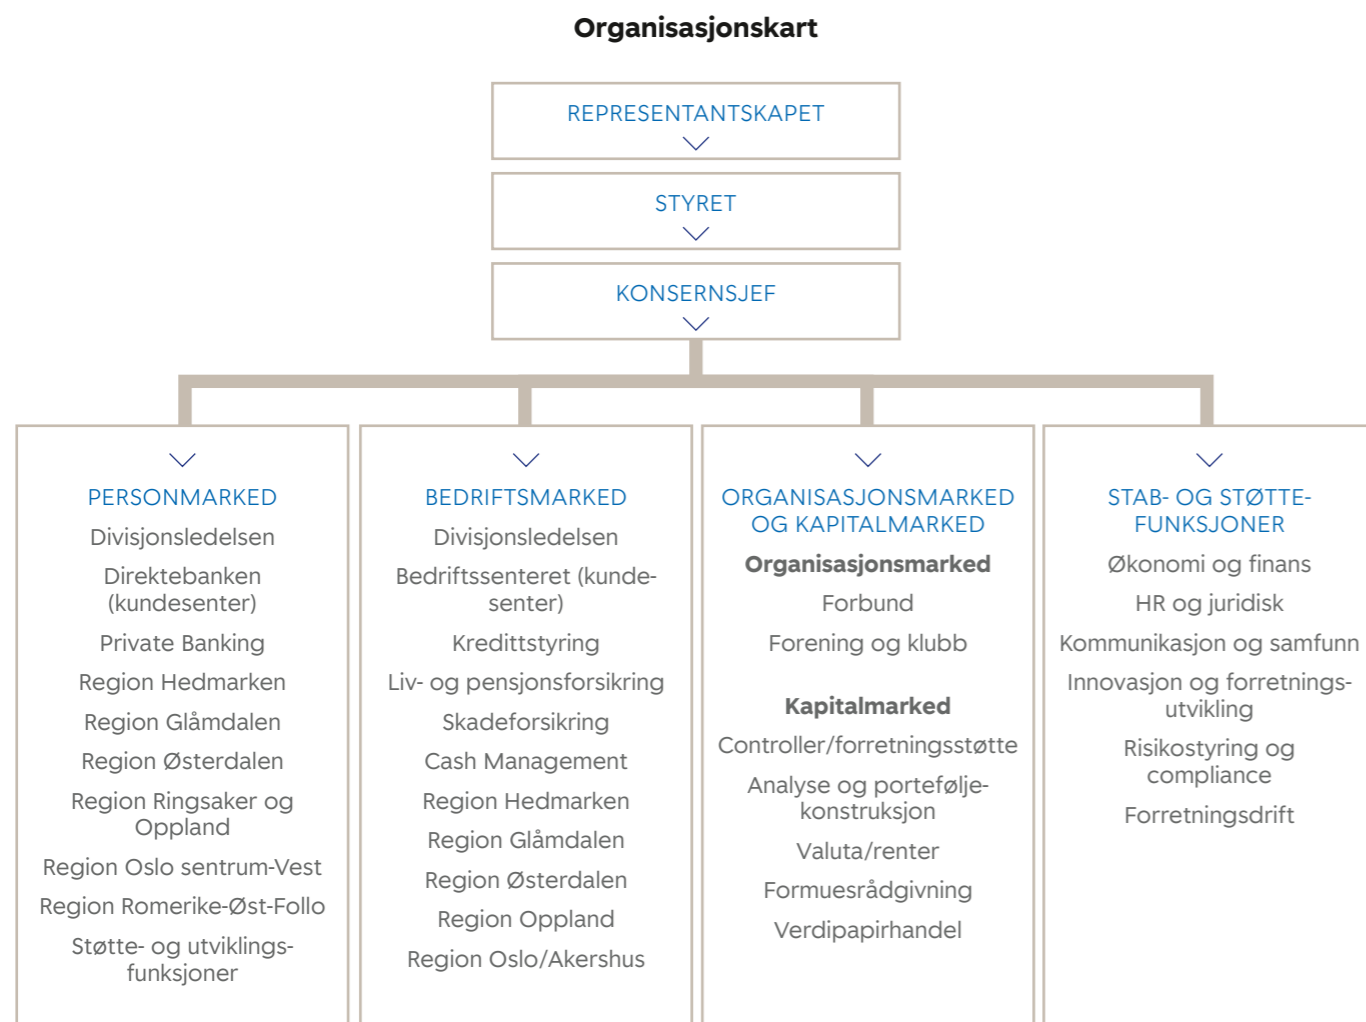 Organisasjonskart
REPRESENTANTSKAPET
STYRET
KONSERNSJEF
PERSONMARKED
Divisjonsledelsen
Direktebanken
(kundesenter)
Private Banking
Region Hedmarken
Region Glåmdalen
Region Østerdalen
Region Ringsaker og
Oppland
Region Oslo sentrum-Vest
Region Romerike-Øst-Follo
Støtte- og utviklings-
funksjoner
BEDRIFTSMARKED
Divisjonsledelsen
Bedriftssenteret (kunde-
senter)
Kredittstyring
Liv- og pensjonsforsikring
Skadeforsikring
Cash Management
Region Hedmarken
Region Glåmdalen
Region Østerdalen
Region Oppland
Region Oslo/Akershus
ORGANISASJONSMARKED
OG KAPITALMARKED
Organisasjonsmarked
Forbund
Forening og klubb
Kapitalmarked
Controller/forretningsstøtte
Analyse og portefølje-
konstruksjon
Valuta/renter
Formuesrådgivning
Verdipapirhandel
STAB- OG STØTTE-
FUNKSJONER
Økonomi og finans
HR og juridisk
Kommunikasjon og samfunn
Innovasjon og forretnings-
utvikling
Risikostyring og
compliance
Forretningsdrift